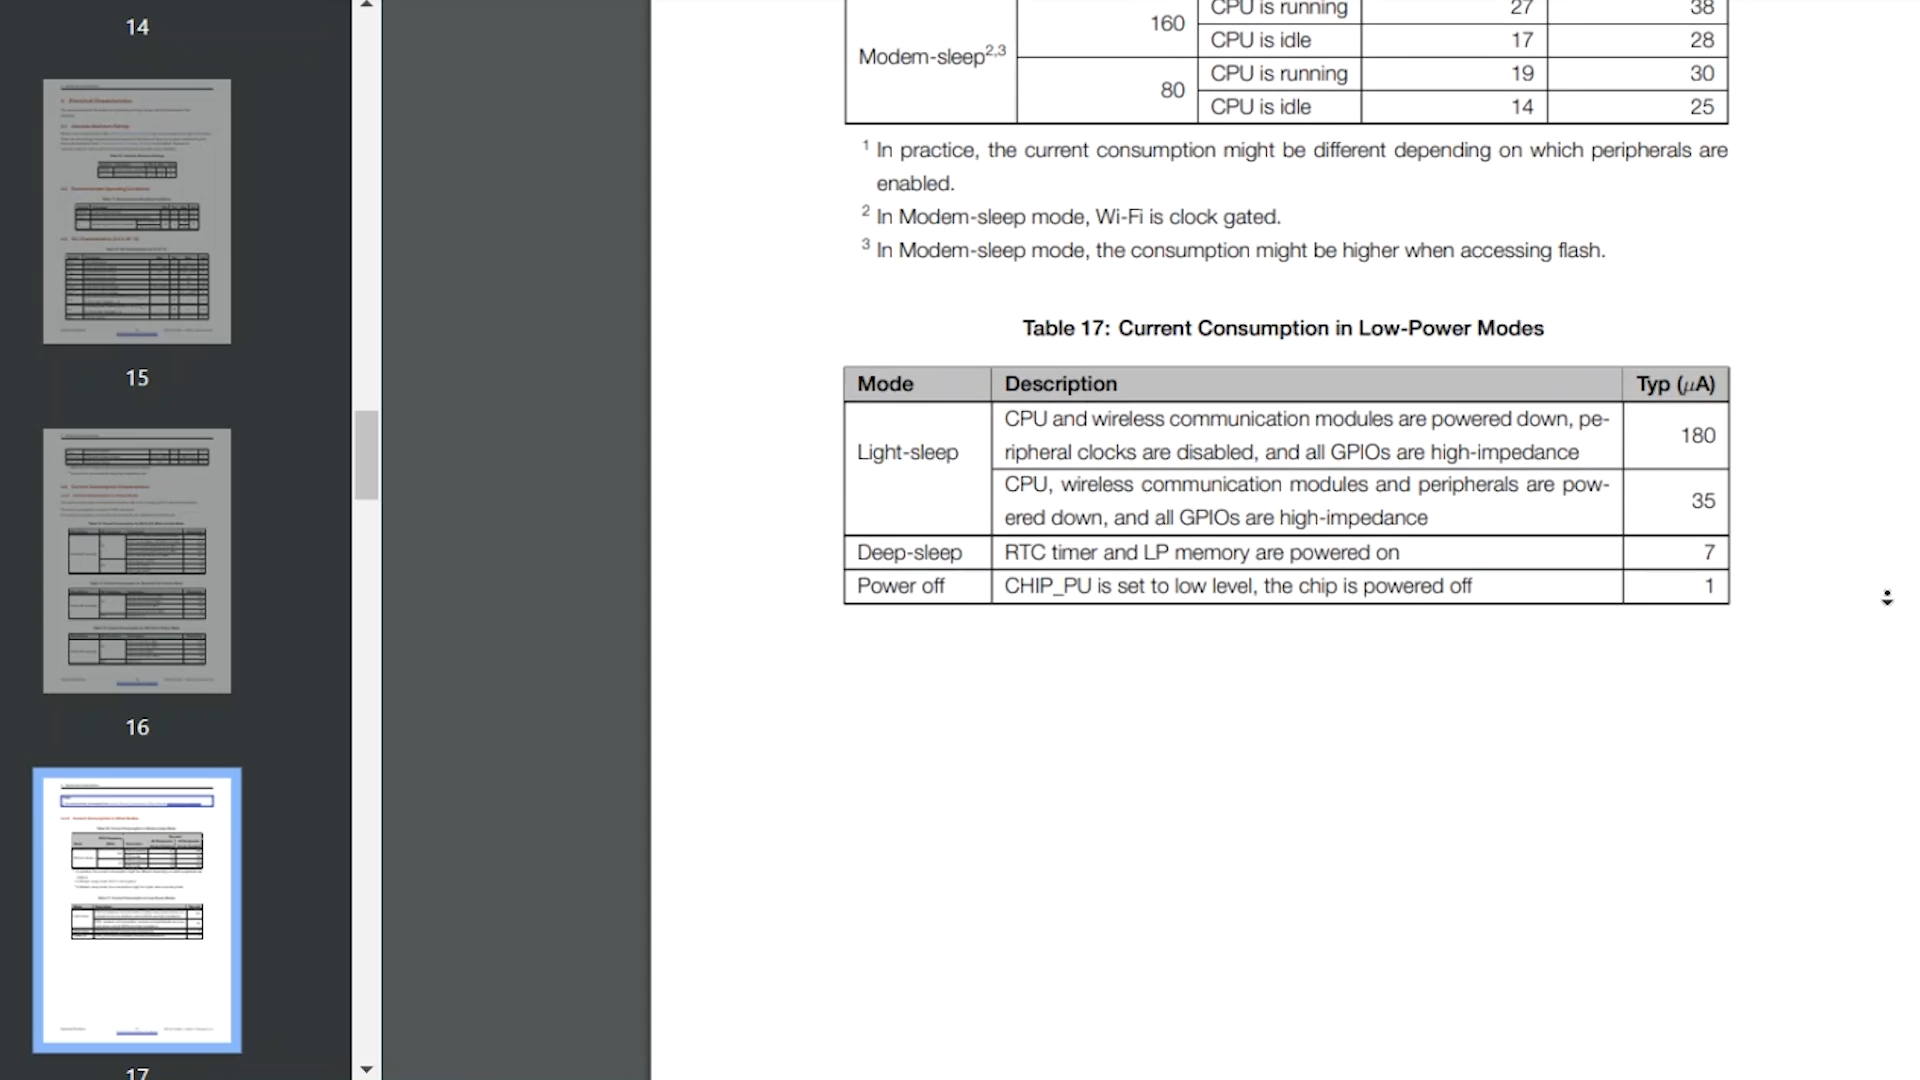 14
15
16
17
160 CPU is running 27 38
Modem-sleep2,3 CPU is idle 17 28
80 CPU is running 19 30
CPU is idle 14 25
1 In practice, the current consumption might be different depending on which peripherals are
enabled.
2 In Modem-sleep mode, Wi-Fi is clock gated.
3 In Modem-sleep mode, the consumption might be higher when accessing flash.
Table 17: Current Consumption in Low-Power Modes
Mode Description Typ (μA)
Light-sleep CPU and wireless communication modules are powered down, pe-
ripheral clocks are disabled, and all GPIOs are high-impedance 180
CPU, wireless communication modules and peripherals are pow-
ered down, and all GPIOs are high-impedance 35
Deep-sleep RTC timer and LP memory are powered on 7
Power off CHIP_PU is set to low level, the chip is powered off 1